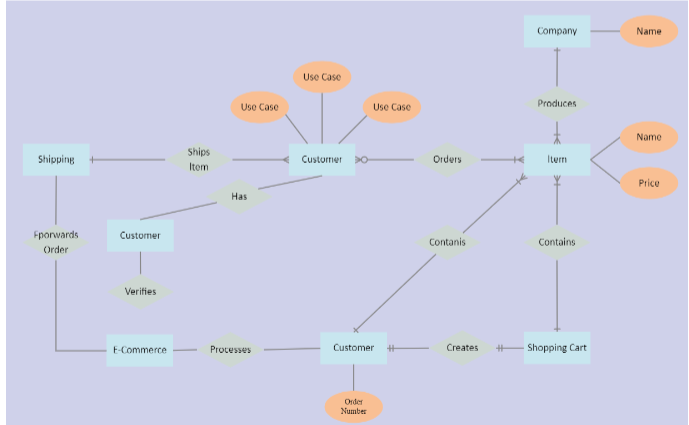 Company
Name
Use Case
Use Case
Use Case
Produces
Name
Shipping
Ships
Item
Customer
Orders
Item
Price
Has
Customer
Fporwards
Order
Contanis
Contains
Verifies
E-Commerce
Processes
Customer
Creates
Shopping Cart
Order
Number